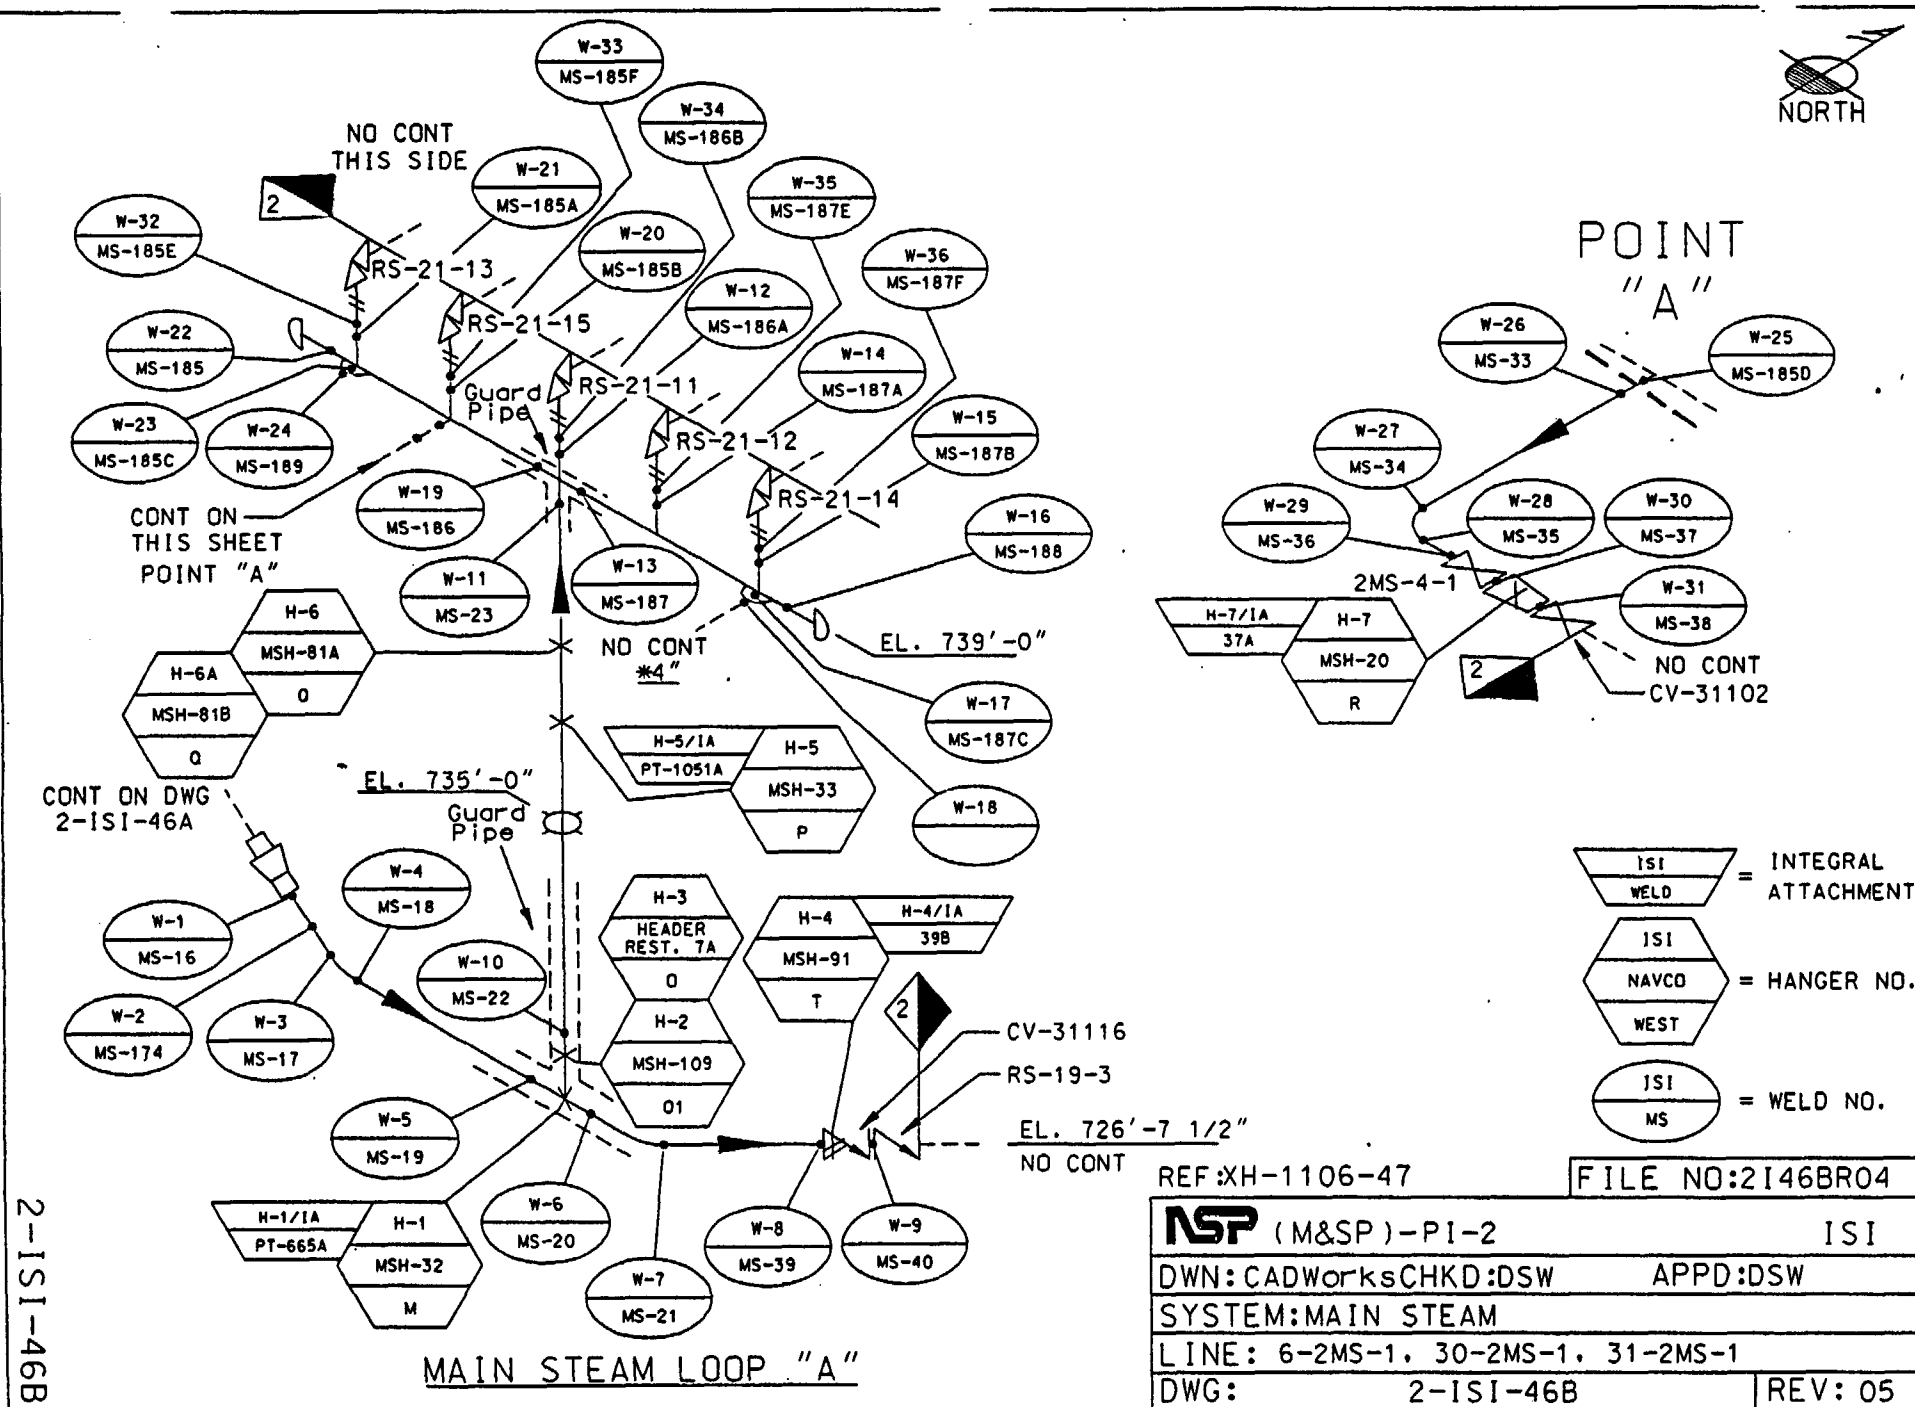 W-33
MS-185F
W-34
MS-186B
NORTH
NO CONT
THIS SIDE
W-21
MS-185A
W-35
MS-187E
2
W-32
MS-185E
W-20
MS-185B
W-36
MS-187F
RS-21-13
W-12
MS-186A
RS-21-15
W-22
MS-185
W-14
MS-187A
Guard
Pipe
RS-21-11
W-23
MS-185C
W-24
MS-189
W-15
MS-187B
RS-21-12
RS-21-14
W-19
MS-186
W-16
MS-188
CONT ON
THIS SHEET
POINT "A"
W-11
MS-23
W-13
MS-187
H-6
MSH-81A
Q
NO CONT
*4"
EL. 739'-0"
H-6A
MSH-81B
Q
W-17
MS-187C
H-5/IA
PT-1051A
H-5
MSH-33
P
W-18
CONT ON DWG
2-ISI-46A
EL. 735'-0"
Guard
Pipe
W-4
MS-18
W-1
MS-16
W-10
MS-22
H-3
HEADER
REST. 7A
O
H-4
MSH-91
T
H-4/IA
39B
W-2
MS-174
W-3
MS-17
H-2
MSH-109
O1
2
CV-31116
RS-19-3
W-5
MS-19
EL. 726'-7 1/2"
NO CONT
H-1/IA
PT-665A
H-1
MSH-32
M
W-6
MS-20
W-7
MS-21
W-8
MS-39
W-9
MS-40
MAIN STEAM LOOP "A"
2-ISI-46B
POINT
"A"
W-26
MS-33
W-25
MS-185D
W-27
MS-34
W-29
MS-36
W-28
MS-35
W-30
MS-37
2MS-4-1
W-31
MS-38
H-7/IA
37A
H-7
MSH-20
R
2
NO CONT
CV-31102
ISI
WELD
= INTEGRAL
ATTACHMENT
ISI
NAVCO
WEST
= HANGER NO.
ISI
MS
= WELD NO.
REF:XH-1106-47
FILE NO:2I46BR04
NSP (M&SP)-PI-2 ISI
DWN:CADWorks CHKD:DSW APPD:DSW
SYSTEM:MAIN STEAM
LINE: 6-2MS-1, 30-2MS-1, 31-2MS-1
DWG: 2-ISI-46B REV: 05